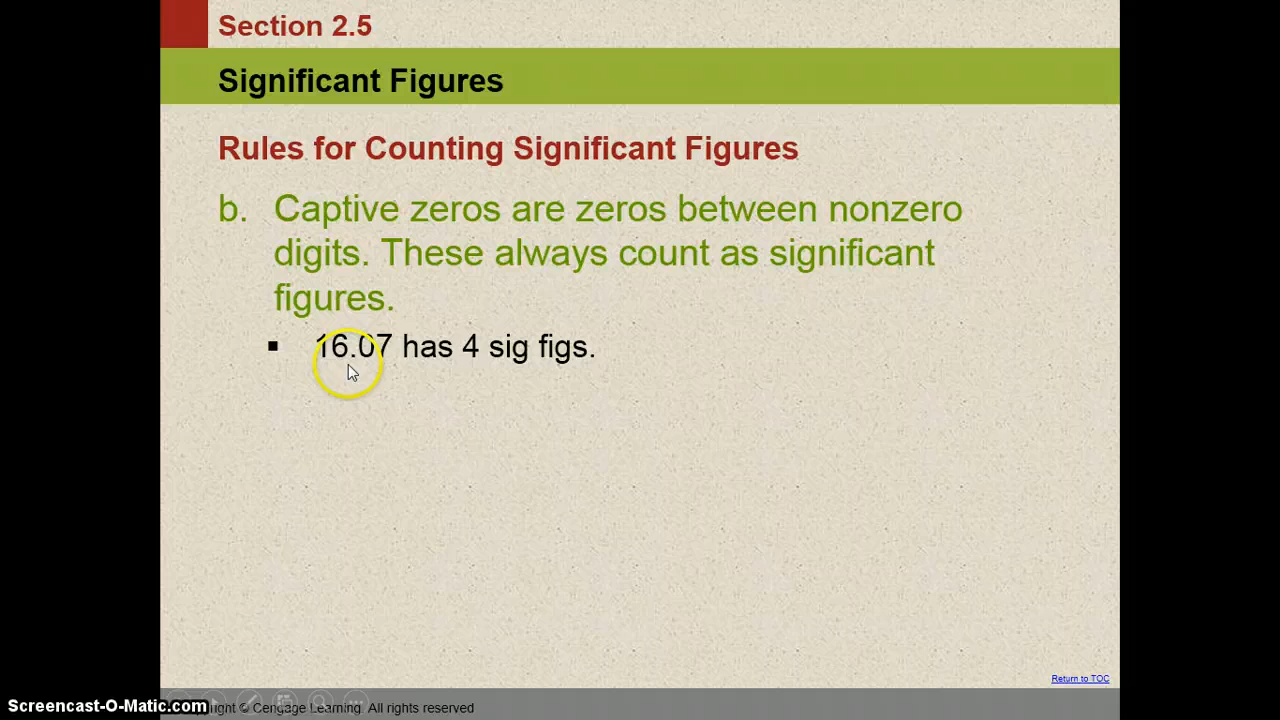 Section 2.5
Significant Figures
Rules for Counting Significant Figures
b. Captive zeros are zeros between nonzero
digits. These always count as significant
figures.
▪ 16.07 has 4 sig figs.
Return to TOC
Screencast-O-Matic.com
© Cengage Learning. All rights reserved